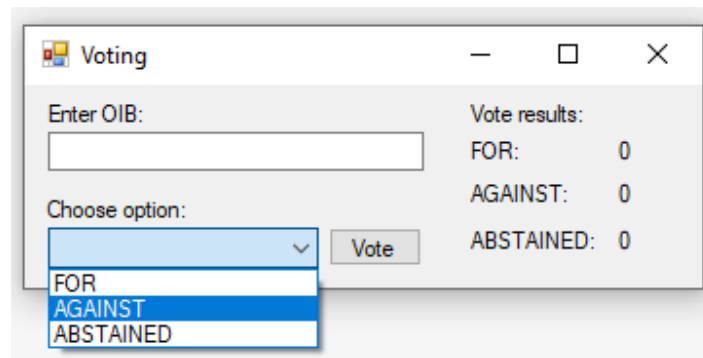 Voting
Enter OIB:
Choose option:
Vote
FOR
AGAINST
ABSTAINED
Vote results:
FOR: 0
AGAINST: 0
ABSTAINED: 0